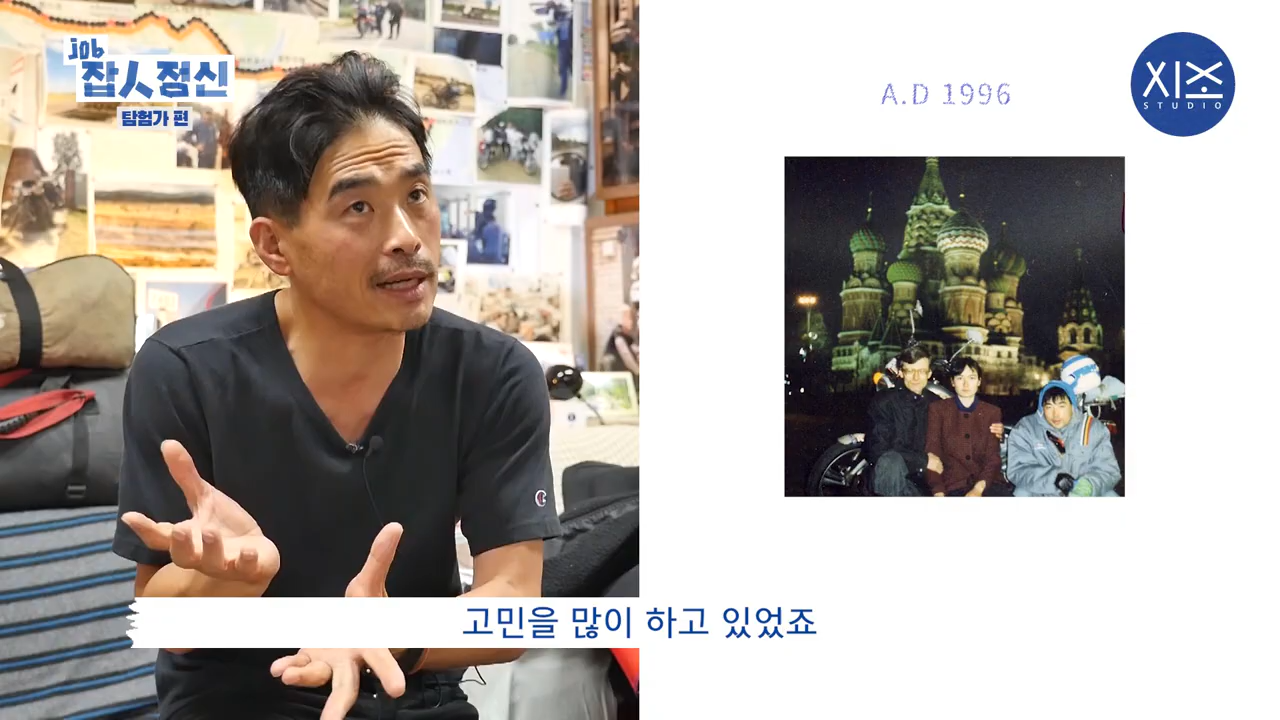 job
잡人정신
탐험가 편
A.D 1996
지조
STUDIO
고민을 많이 하고 있었죠